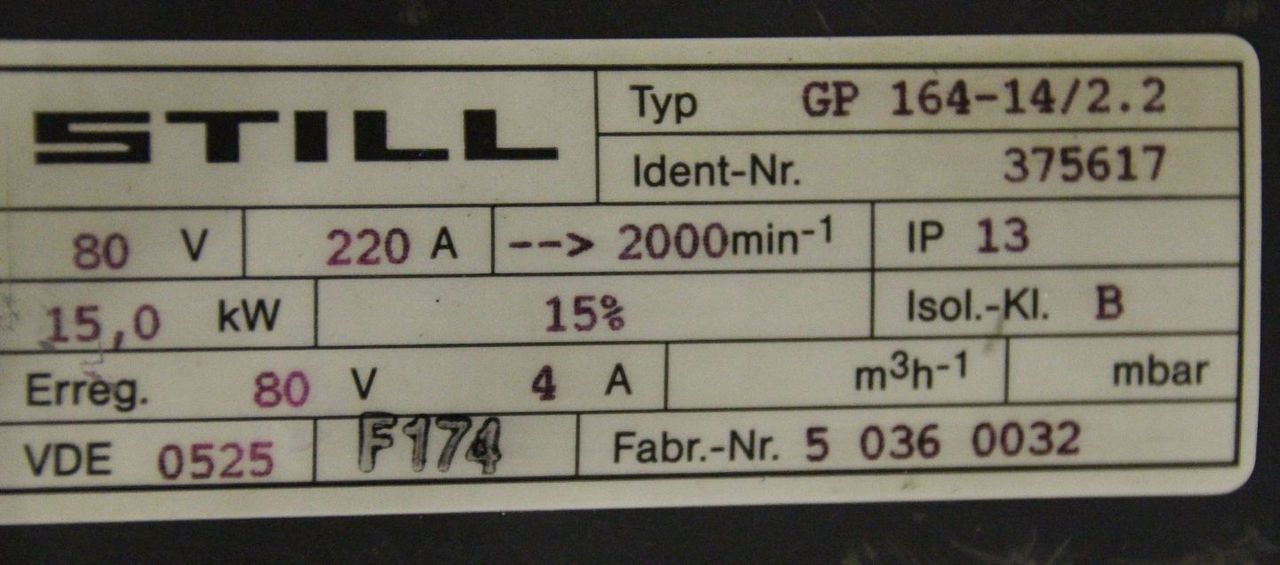 STILL
Typ GP 164-14/2.2
Ident-Nr. 375617
80 V 220 A --> 2000min-1 IP 13
15,0 kW 15% Isol.-Kl. B
Erreg. 80 V 4 A m3h-1 mbar
VDE 0525 F174 Fabr.-Nr. 5 036 0032